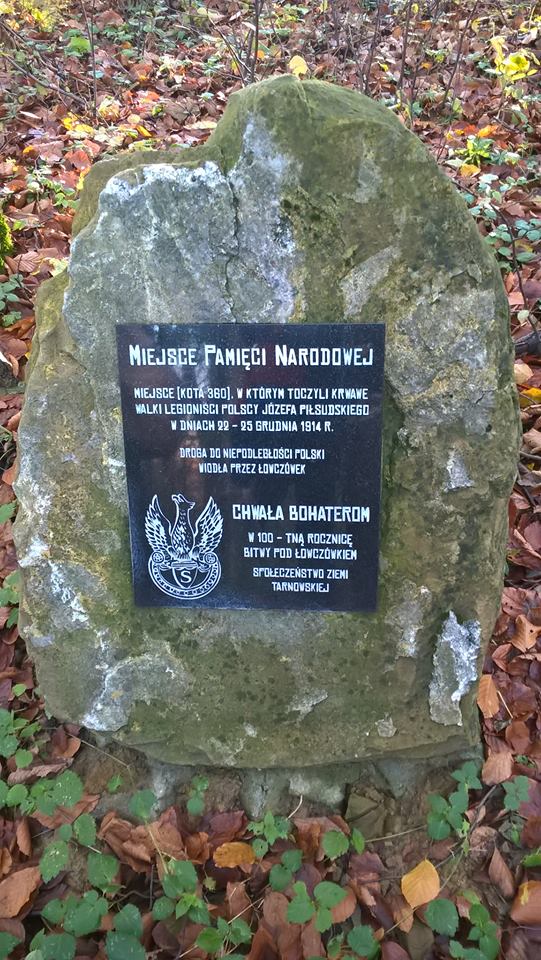 MIEJSCE PAMIĘCI NARODOWEJ
MIEJSCE [KOTA 360], W KTÓRYM TOCZYLI KRWAWE
WALKI LEGIONIŚCI POLSCY JÓZEFA PIŁSUDSKIEGO
W DNIACH 22 - 25 GRUDNIA 1914 R.
DROGA DO NIEPODLEGŁOŚCI POLSKI
WIODŁA PRZEZ ŁOWCZÓWEK
CHWAŁA BOHATEROM
W 100 - TNĄ ROCZNICĘ
BITWY POD ŁOWCZÓWKIEM
SPOŁECZEŃSTWO ZIEMI
TARNOWSKIEJ
S